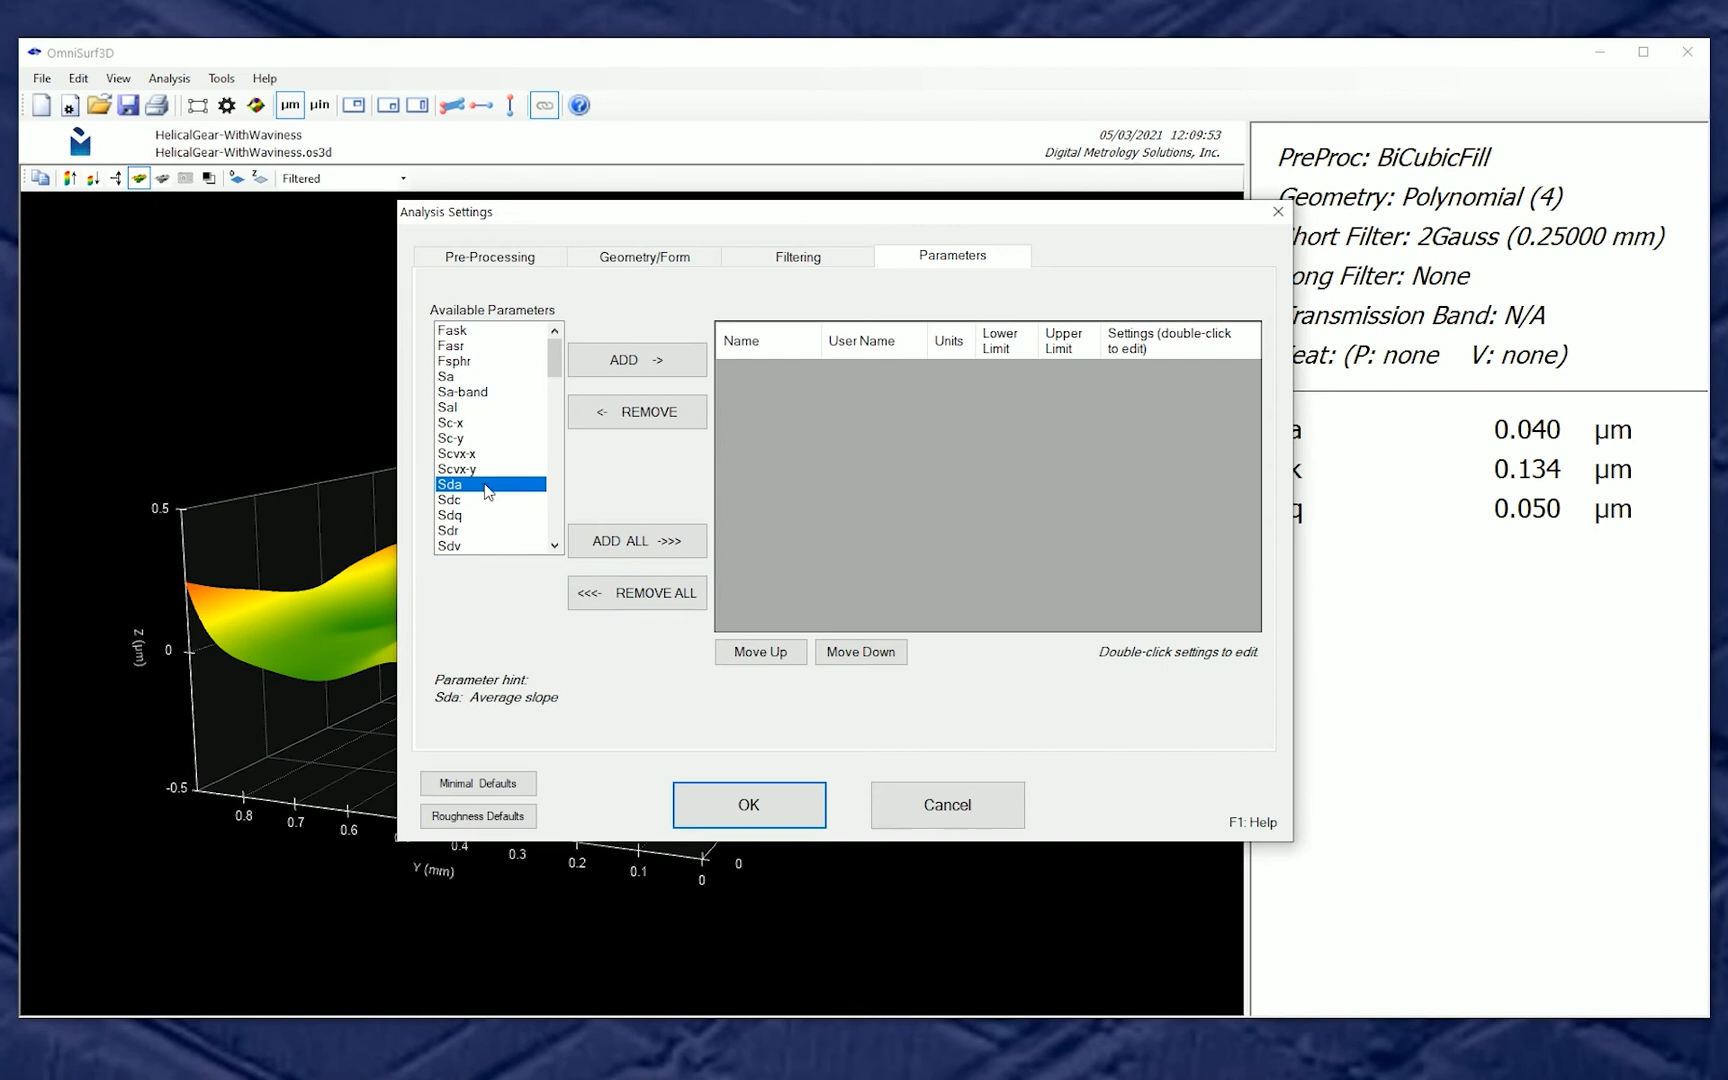 OmniSurf3D
File Edit View Analysis Tools Help
µm µin
HelicalGear-WithWaviness
HelicalGear-WithWaviness.os3d
05/03/2021 12:09:53
Digital Metrology Solutions, Inc.
Filtered
PreProc: BiCubicFill
Geometry: Polynomial (4)
hort Filter: 2Gauss (0.25000 mm)
ong Filter: None
ransmission Band: N/A
eat: (P: none V: none)
a 0.040 µm
k 0.134 µm
q 0.050 µm
Analysis Settings
Pre-Processing Geometry/Form Filtering Parameters
Available Parameters
Fask
Fasr
Fsphr
Sa
Sa-band
Sal
Sc-x
Sc-y
Scvx-x
Scvx-y
Sda
Sdc
Sdq
Sdr
Sdv
ADD ->
<- REMOVE
ADD ALL ->>>
<<<- REMOVE ALL
Name User Name Units Lower Limit Upper Limit Settings (double-click to edit)
Move Up Move Down Double-click settings to edit.
Parameter hint:
Sda: Average slope
Minimal Defaults
Roughness Defaults
OK Cancel
F1: Help
0.5
0
-0.5
Z (µm)
0.8 0.7 0.6 0.4 0.3 0.2 0.1 0
0
Y (mm)